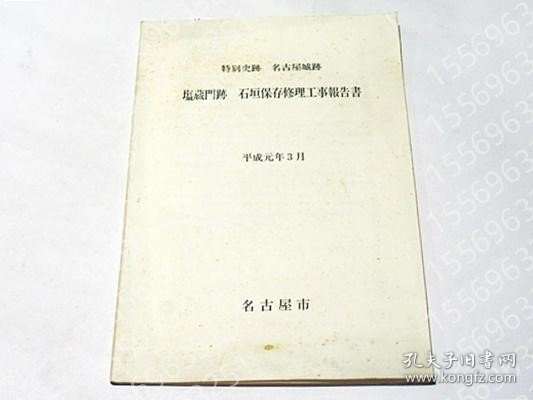 特別史跡 名古屋城跡
塩蔵門跡 石垣保存修理工事報告書
平成元年3月
名古屋市
孔夫子旧书网
www.kongfz.com